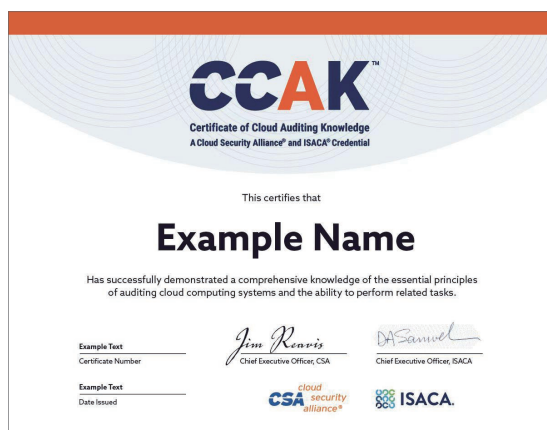 CCAK™
Certificate of Cloud Auditing Knowledge
A Cloud Security Alliance® and ISACA® Credential
This certifies that
Example Name
Has successfully demonstrated a comprehensive knowledge of the essential principles
of auditing cloud computing systems and the ability to perform related tasks.
Jim Reavis
DASamuel
Example Text
Certificate Number
Chief Executive Officer, CSA
Chief Executive Officer, ISACA
Example Text
Date Issued
CSA cloud security alliance®
ISACA.